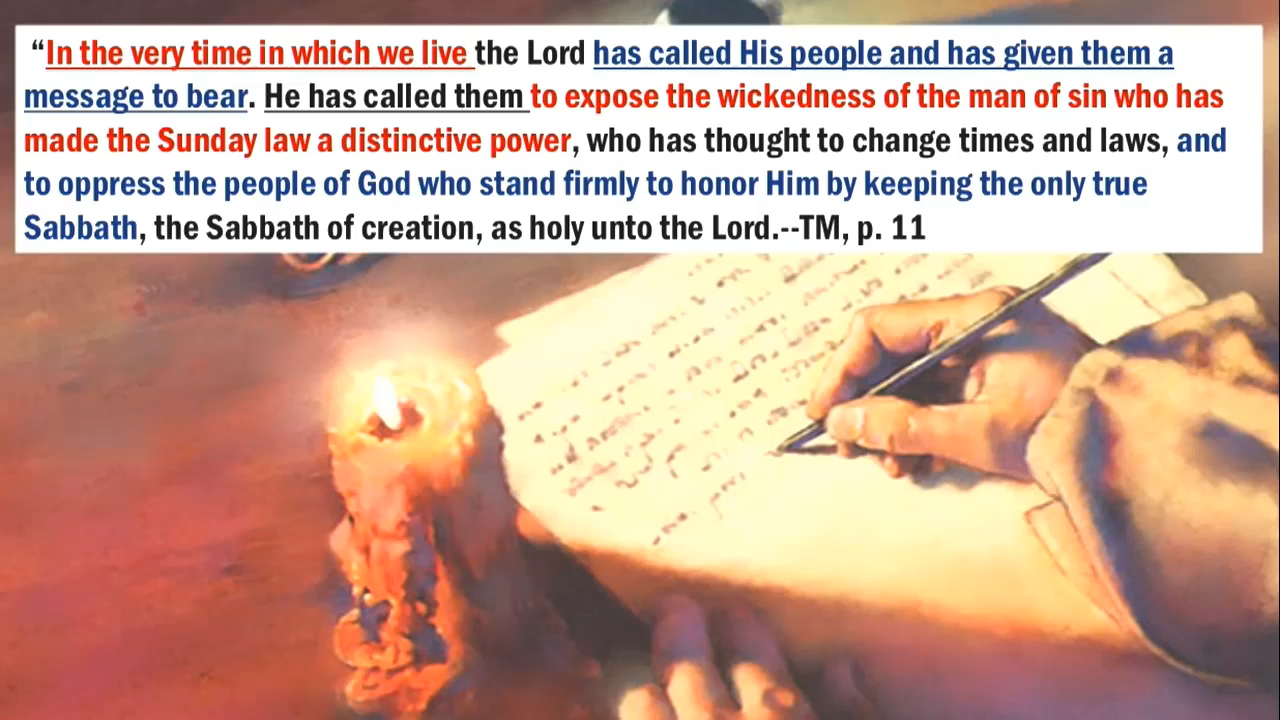 “In the very time in which we live the Lord has called His people and has given them a
message to bear. He has called them to expose the wickedness of the man of sin who has
made the Sunday law a distinctive power, who has thought to change times and laws, and
to oppress the people of God who stand firmly to honor Him by keeping the only true
Sabbath, the Sabbath of creation, as holy unto the Lord.--TM, p. 11